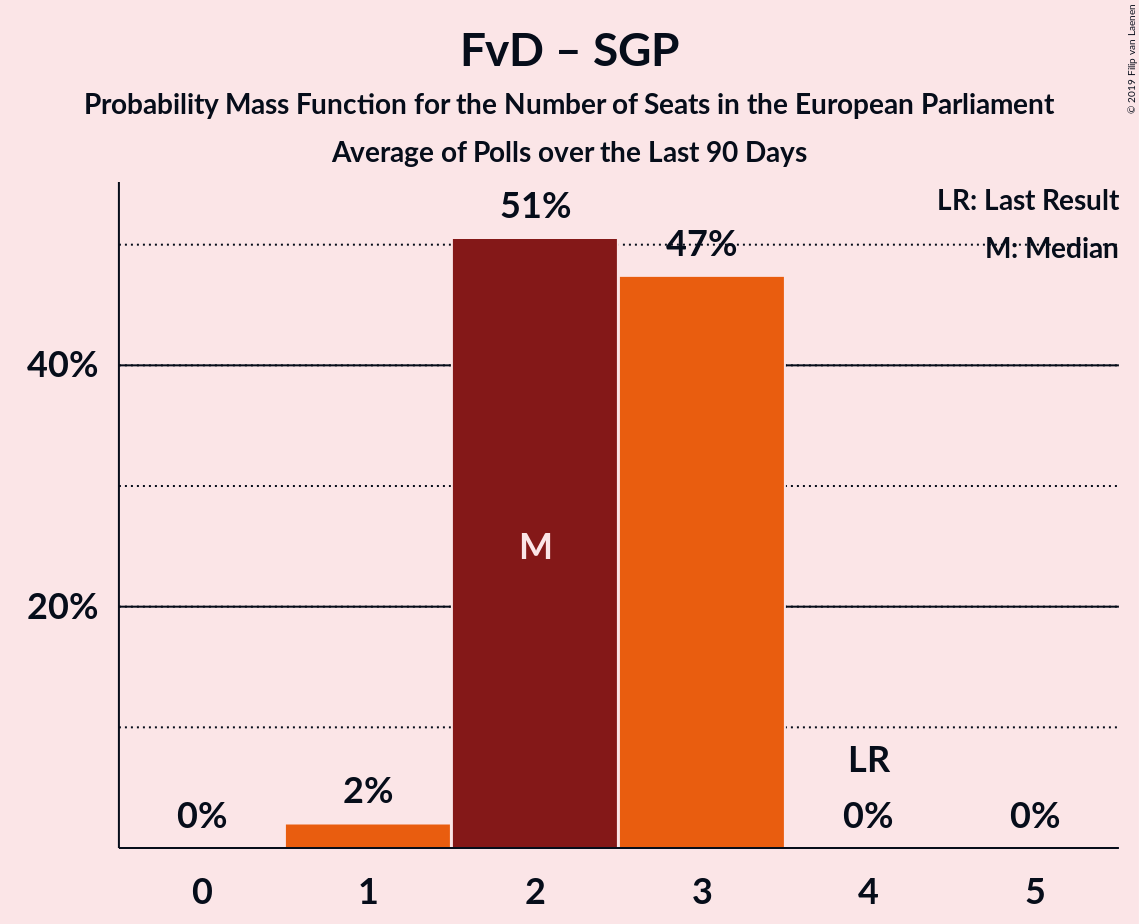 FvD – SGP
Probability Mass Function for the Number of Seats in the European Parliament
Average of Polls over the Last 90 Days
© 2019 Filip van Laenen
LR: Last Result
M: Median
51%
47%
40%
M
20%
LR
2%
0%
0%
0%
0
1
2
3
4
5